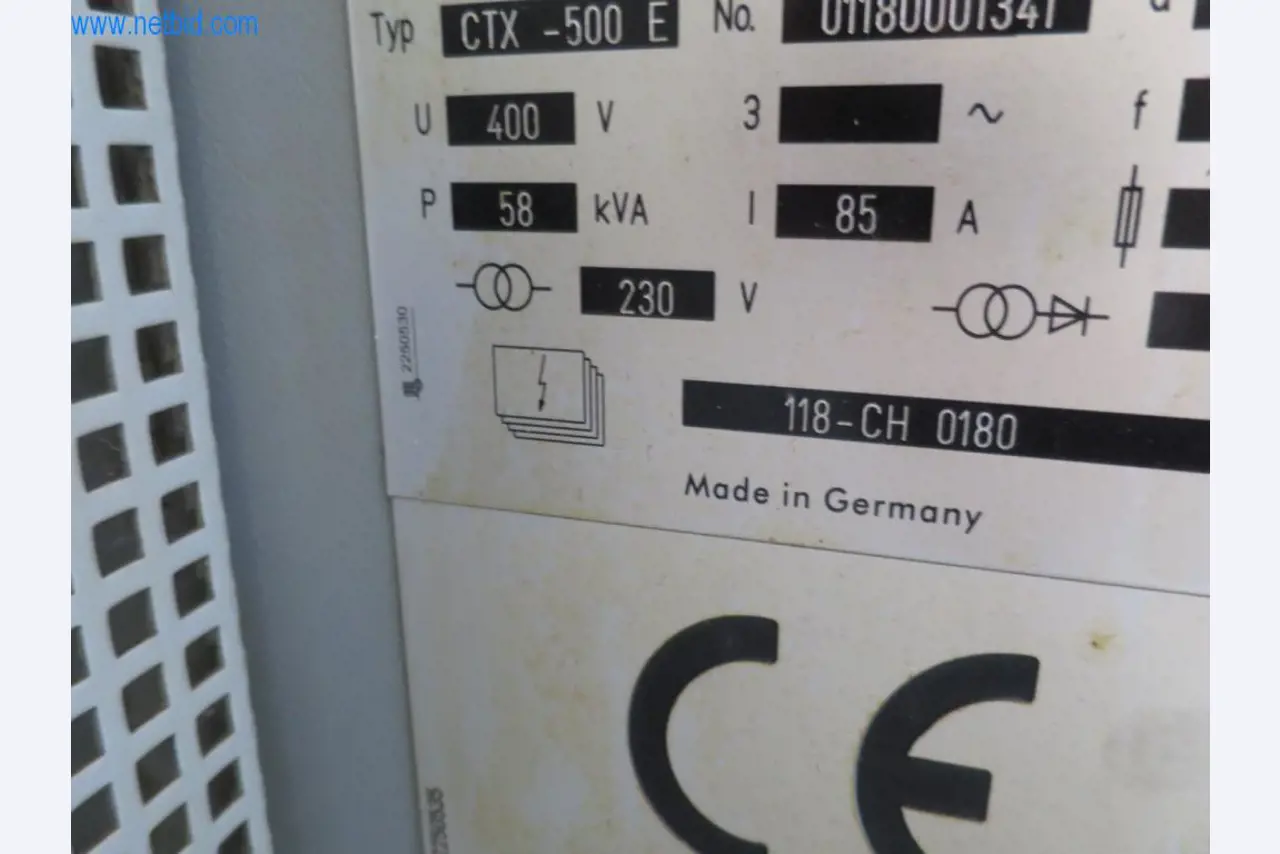 www.netbid.com
Typ CTX -500 E No. 01180001341
U 400 V 3 ~ f
P 58 kVA I 85 A
230 V
2260530
118-CH 0180
Made in Germany
CE